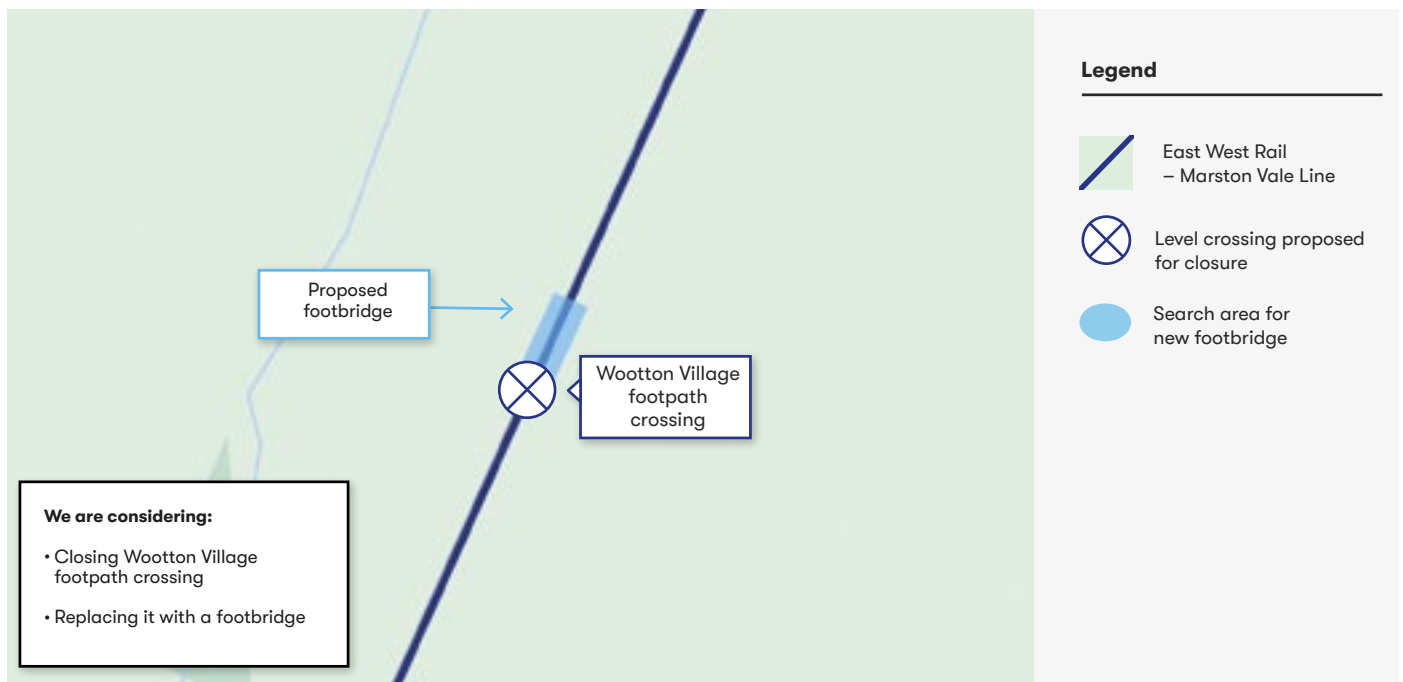 Proposed
footbridge
Wootton Village
footpath
crossing
We are considering:
• Closing Wootton Village
footpath crossing
• Replacing it with a footbridge
Legend
East West Rail
– Marston Vale Line
Level crossing proposed
for closure
Search area for
new footbridge